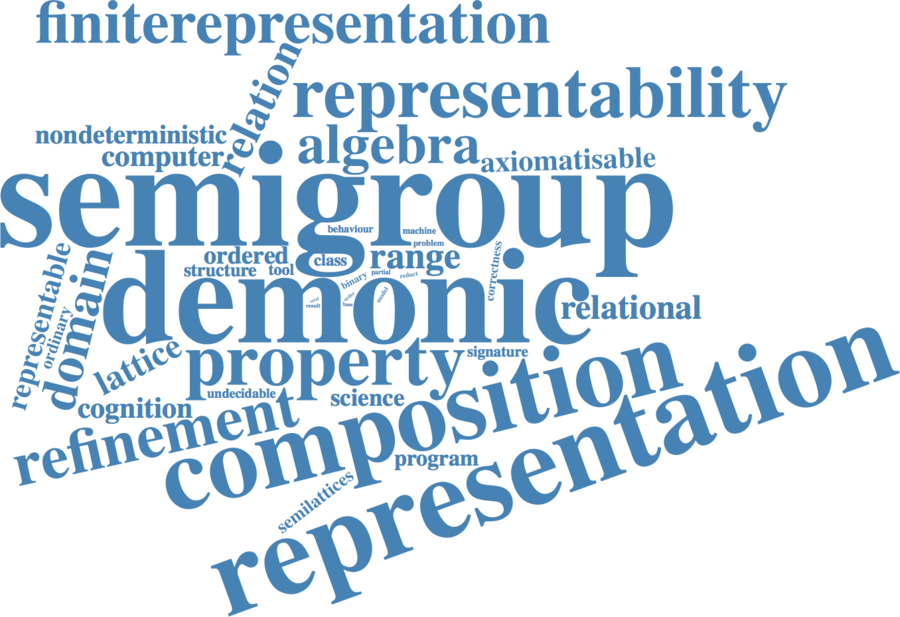 finiterepresentation
relation
representability
nondeterministic
algebra
computer
axiomatisable
semigroup
behaviour
machine
problem
representable
domain
ordered
class
range
correctness
structure
tool
binary
partial
reduct
demonic
model
result
relational
ordinary
lattice
property
signature
undecidable
science
cognition
refinement
composition
program
semilattices
representation